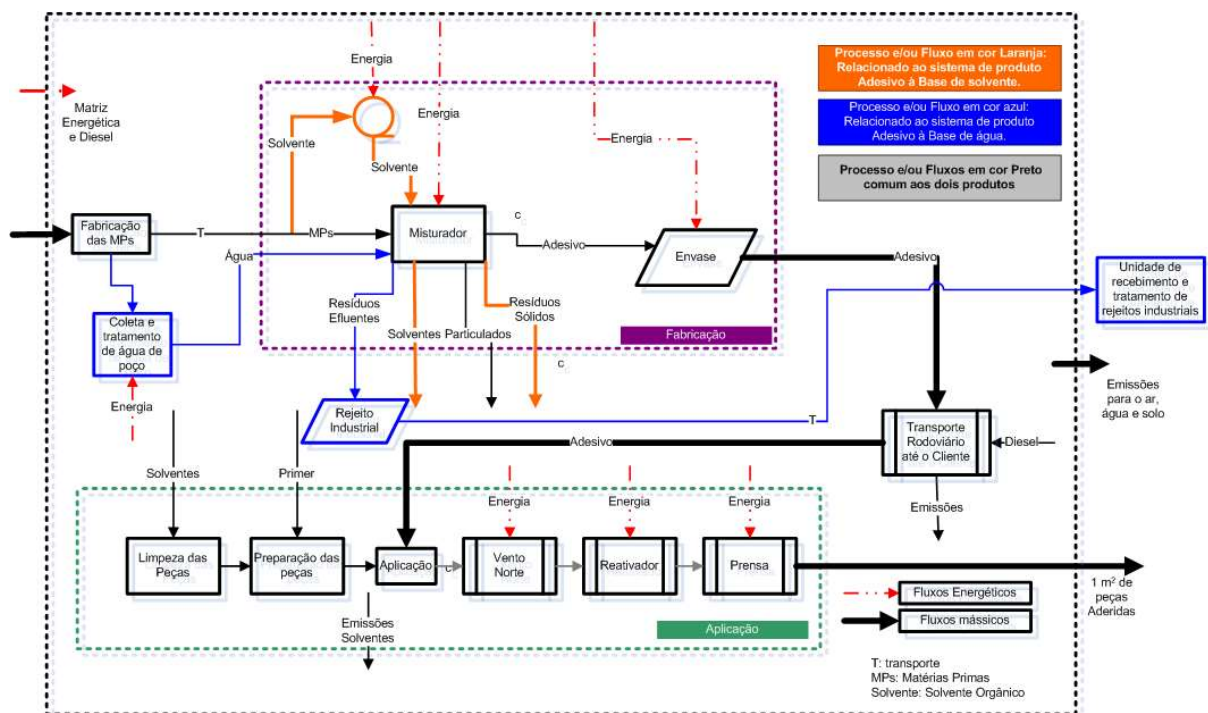 Energia
Processo e/ou Fluxo em cor Laranja:
Relacionado ao sistema de produto
Adesivo à Base de solvente.
Matriz
Energética
e Diesel
Energia
Energia
Processo e/ou Fluxo em cor azul:
Relacionado ao sistema de produto
Adesivo à Base de água.
Solvente
Solvente
Processo e/ou Fluxos em cor Preto
comum aos dois produtos
Fabricação
das MPs
T
MPs
Misturador
c
Adesivo
Envase
Adesivo
Água
Unidade de
recebimento e
tratamento de
rejeitos industriais
Coleta e
tratamento
de água de
poço
Resíduos
Efluentes
Solventes
Particulados
Resíduos
Sólidos
Fabricação
c
Energia
Emissões
para o ar,
água e solo
Rejeito
Industrial
T
Transporte
Rodoviário
até o Cliente
Diesel
Adesivo
Solventes
Primer
Energia
Energia
Energia
Emissões
Limpeza das
Peças
Preparação das
peças
Aplicação
c
Vento
Norte
Reativador
Prensa
1 m² de
peças
Aderidas
Fluxos Energéticos
Fluxos mássicos
Emissões
Solventes
Aplicação
T: transporte
MPs: Matérias Primas
Solvente: Solvente Orgânico